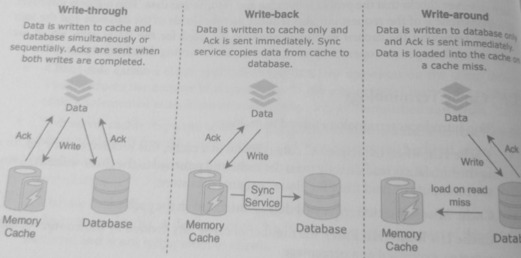 Write-through
Data is written to cache and
database simultaneously or
sequentially. Acks are sent when
both writes are completed.
Data
Ack
Write
Ack
Memory
Cache
Database
Write-back
Data is written to cache only and
Ack is sent immediately. Sync
service copies data from cache to
database.
Data
Ack
Write
Sync
Service
Memory
Cache
Database
Write-around
Data is written to database only
and Ack is sent immediately.
Data is loaded into the cache on
a cache miss.
Data
Ack
Write
load on read
miss
Memory
Cache